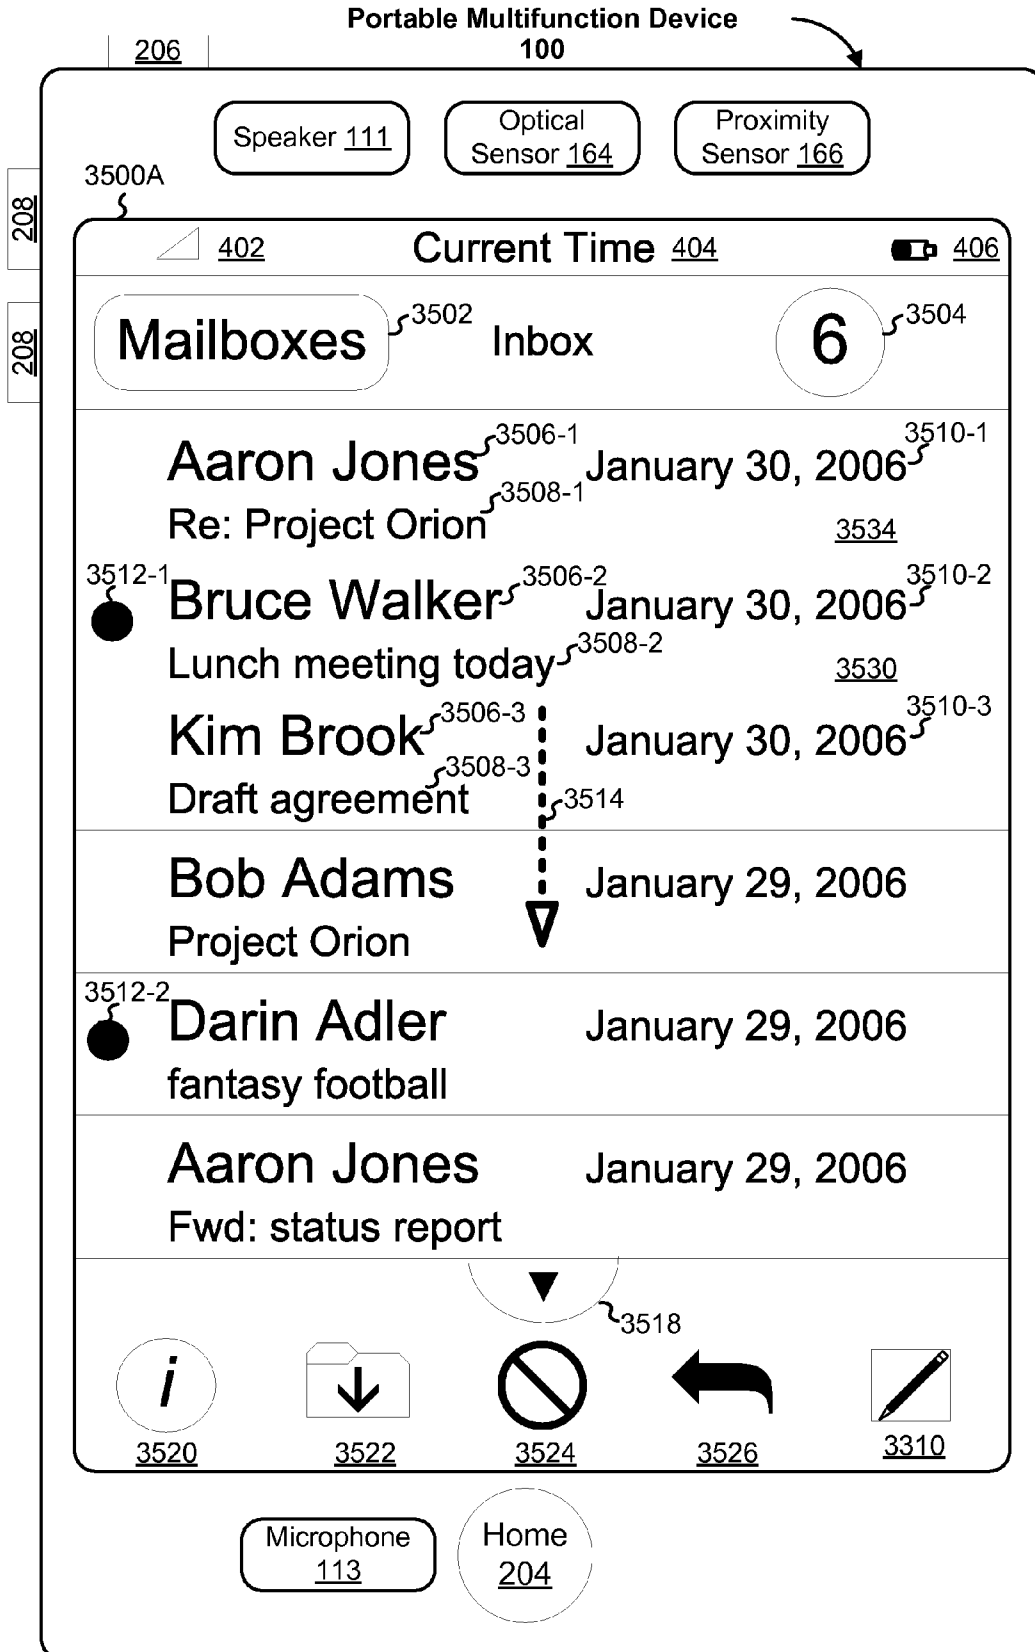 Portable Multifunction Device
100
206
Speaker 111
Optical
Sensor 164
Proximity
Sensor 166
3500A
208
208
402
Current Time 404
406
Mailboxes
3502
Inbox
6
3504
Aaron Jones
3506-1
January 30, 2006
3510-1
Re: Project Orion
3508-1
3534
3512-1
Bruce Walker
3506-2
January 30, 2006
3510-2
Lunch meeting today
3508-2
3530
Kim Brook
3506-3
January 30, 2006
3510-3
Draft agreement
3508-3
3514
Bob Adams
January 29, 2006
Project Orion
3512-2
Darin Adler
January 29, 2006
fantasy football
Aaron Jones
January 29, 2006
Fwd: status report
3518
i
3520
3522
3524
3526
3310
Microphone
113
Home
204